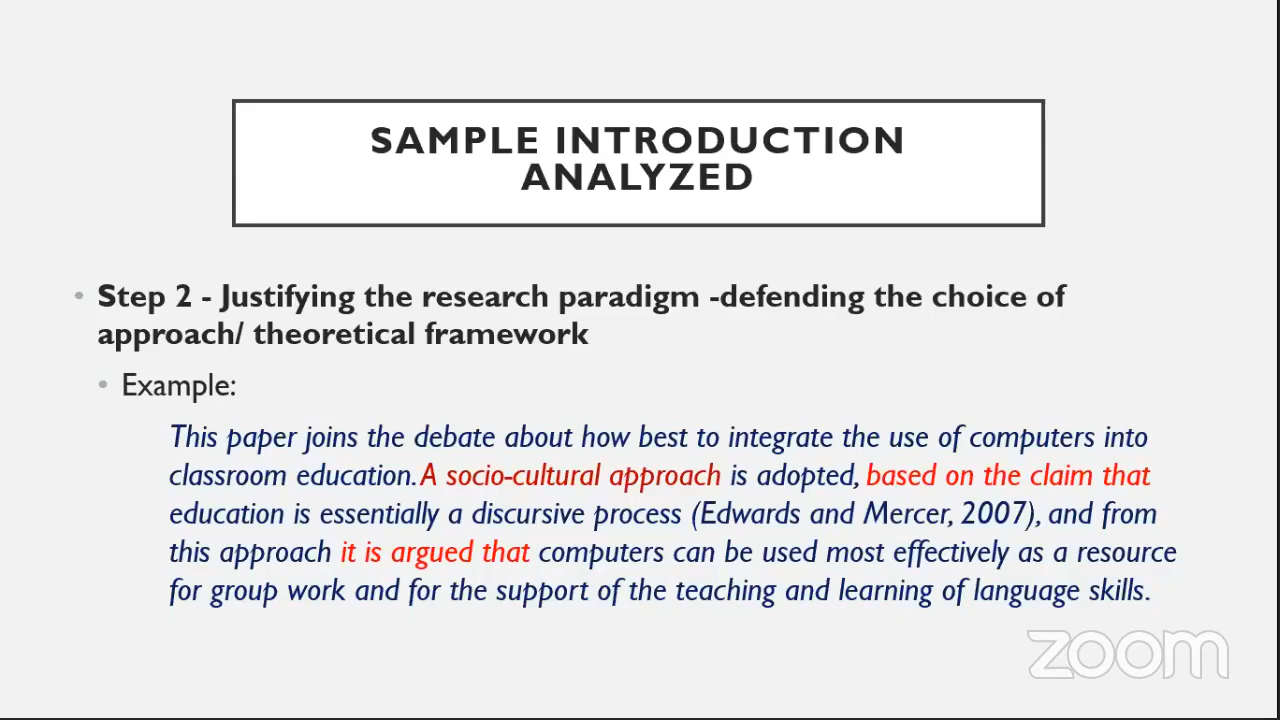 SAMPLE INTRODUCTION
ANALYZED
• Step 2 - Justifying the research paradigm -defending the choice of
approach/ theoretical framework
• Example:
This paper joins the debate about how best to integrate the use of computers into
classroom education. A socio-cultural approach is adopted, based on the claim that
education is essentially a discursive process (Edwards and Mercer, 2007), and from
this approach it is argued that computers can be used most effectively as a resource
for group work and for the support of the teaching and learning of language skills.
zoom